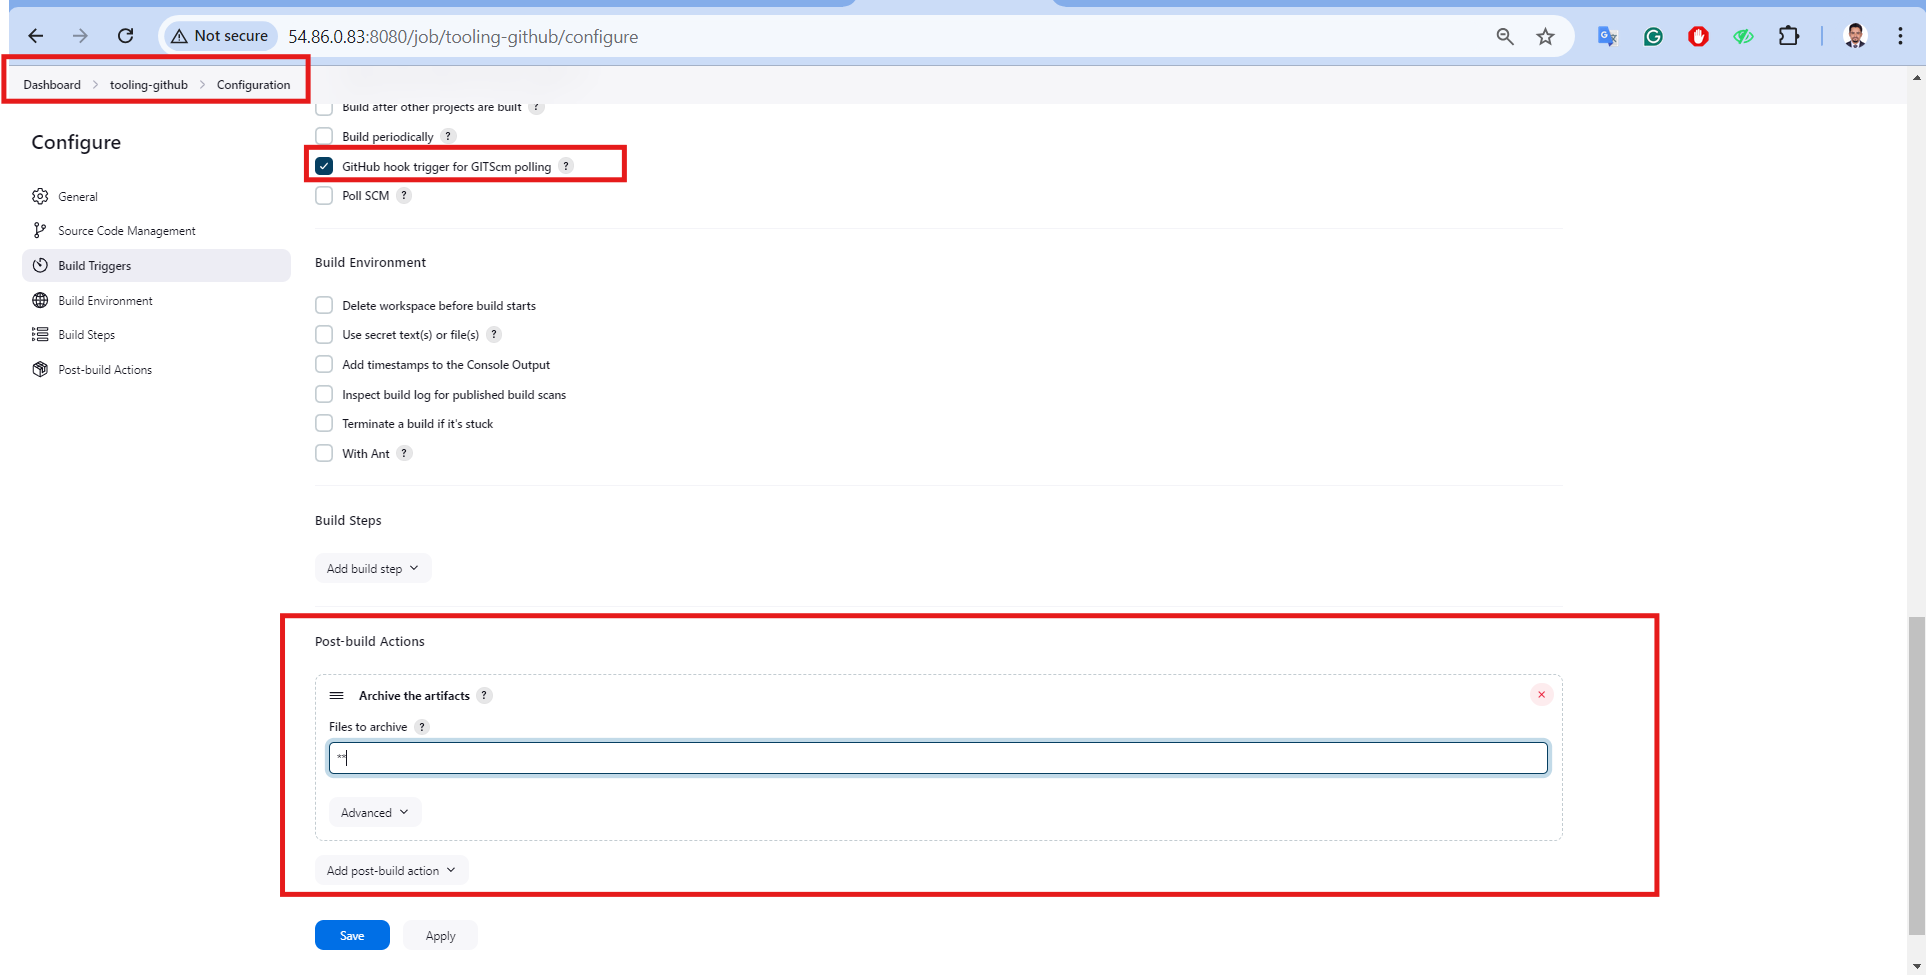 Not secure 54.86.0.83:8080/job/tooling-github/configure
Dashboard > tooling-github > Configuration
Configure
General
Source Code Management
Build Triggers
Build Environment
Build Steps
Post-build Actions
Build after other projects are built ?
Build periodically ?
GitHub hook trigger for GITScm polling ?
Poll SCM ?
Build Environment
Delete workspace before build starts
Use secret text(s) or file(s) ?
Add timestamps to the Console Output
Inspect build log for published build scans
Terminate a build if it's stuck
With Ant ?
Build Steps
Add build step
Post-build Actions
Archive the artifacts ?
Files to archive ?
**
Advanced
Add post-build action
Save Apply